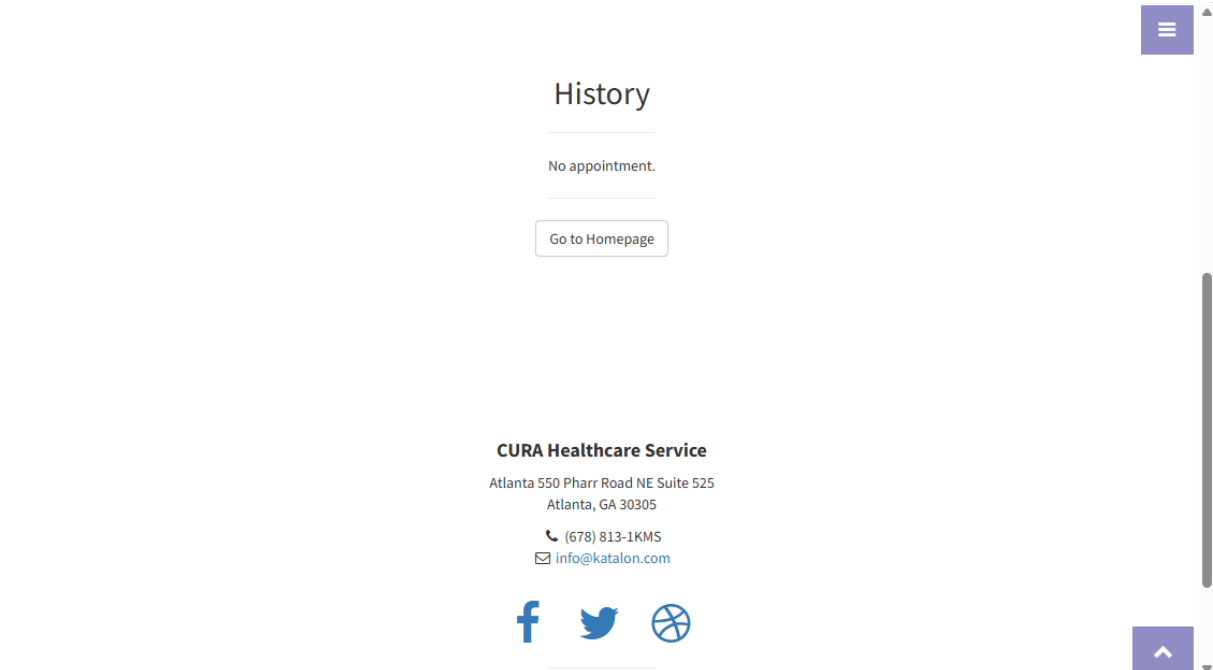 History
No appointment.
Go to Homepage
CURA Healthcare Service
Atlanta 550 Pharr Road NE Suite 525
Atlanta, GA 30305
(678) 813-1KMS
info@katalon.com